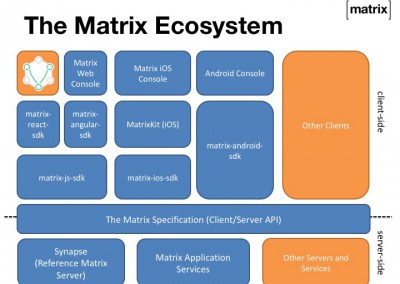 [matrix]
The Matrix Ecosystem
Matrix
Web
Console
Matrix iOS
Console
Android Console
matrix-
react-
sdk
matrix-
angular-
sdk
MatrixKit (iOS)
matrix-android-
sdk
Other Clients
client-side
matrix-js-sdk
matrix-ios-sdk
The Matrix Specification (Client/Server API)
Synapse
(Reference Matrix
Server)
Matrix Application
Services
Other Servers and
Services
server-side